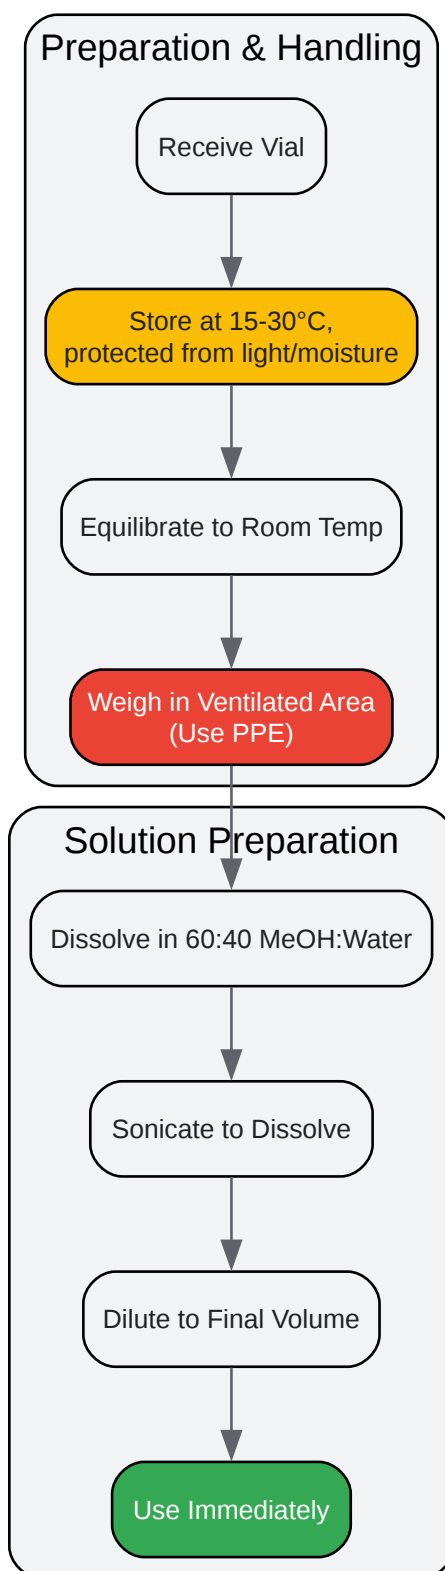 Preparation & Handling
Receive Vial
Store at 15-30°C,
protected from light/moisture
Equilibrate to Room Temp
Weigh in Ventilated Area
(Use PPE)
Solution Preparation
Dissolve in 60:40 MeOH:Water
Sonicate to Dissolve
Dilute to Final Volume
Use Immediately